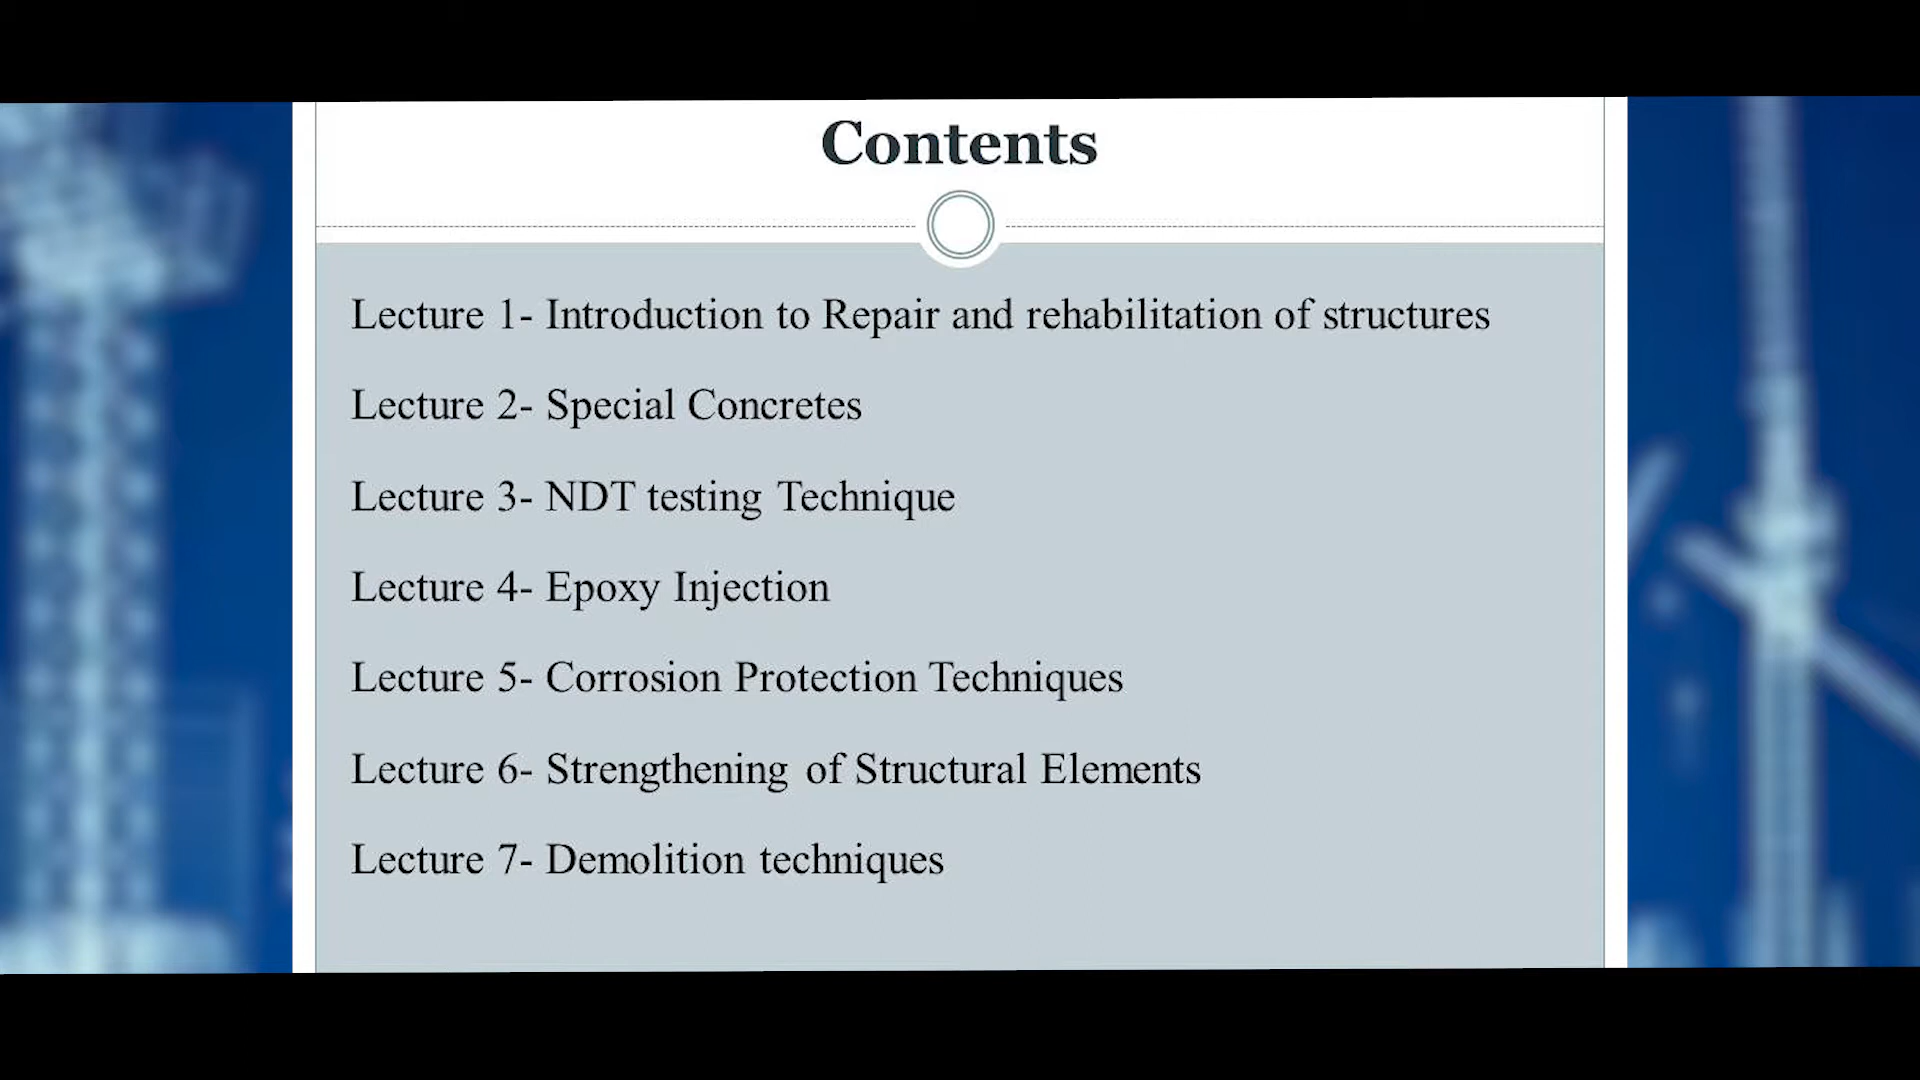 Contents
Lecture 1- Introduction to Repair and rehabilitation of structures
Lecture 2- Special Concretes
Lecture 3- NDT testing Technique
Lecture 4- Epoxy Injection
Lecture 5- Corrosion Protection Techniques
Lecture 6- Strengthening of Structural Elements
Lecture 7- Demolition techniques